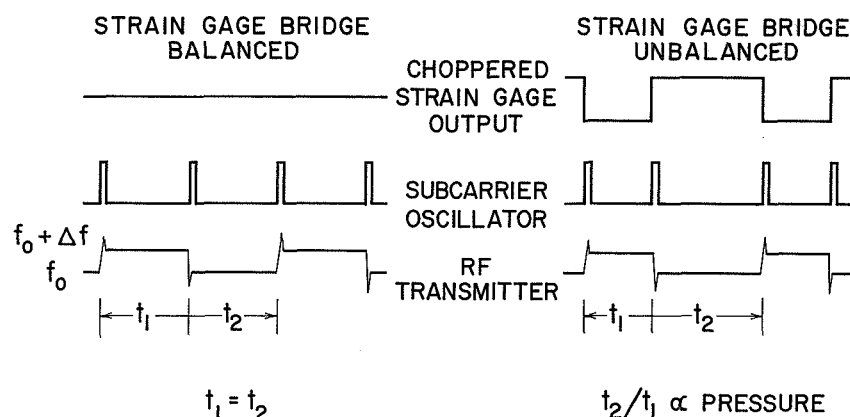 STRAIN GAGE BRIDGE
BALANCED
STRAIN GAGE BRIDGE
UNBALANCED
CHOPPERED
STRAIN GAGE
OUTPUT
SUBCARRIER
OSCILLATOR
f₀ + Δf
f₀
RF
TRANSMITTER
t₁ t₂
t₁ t₂
t₁ = t₂
t₂/t₁ ∝ PRESSURE